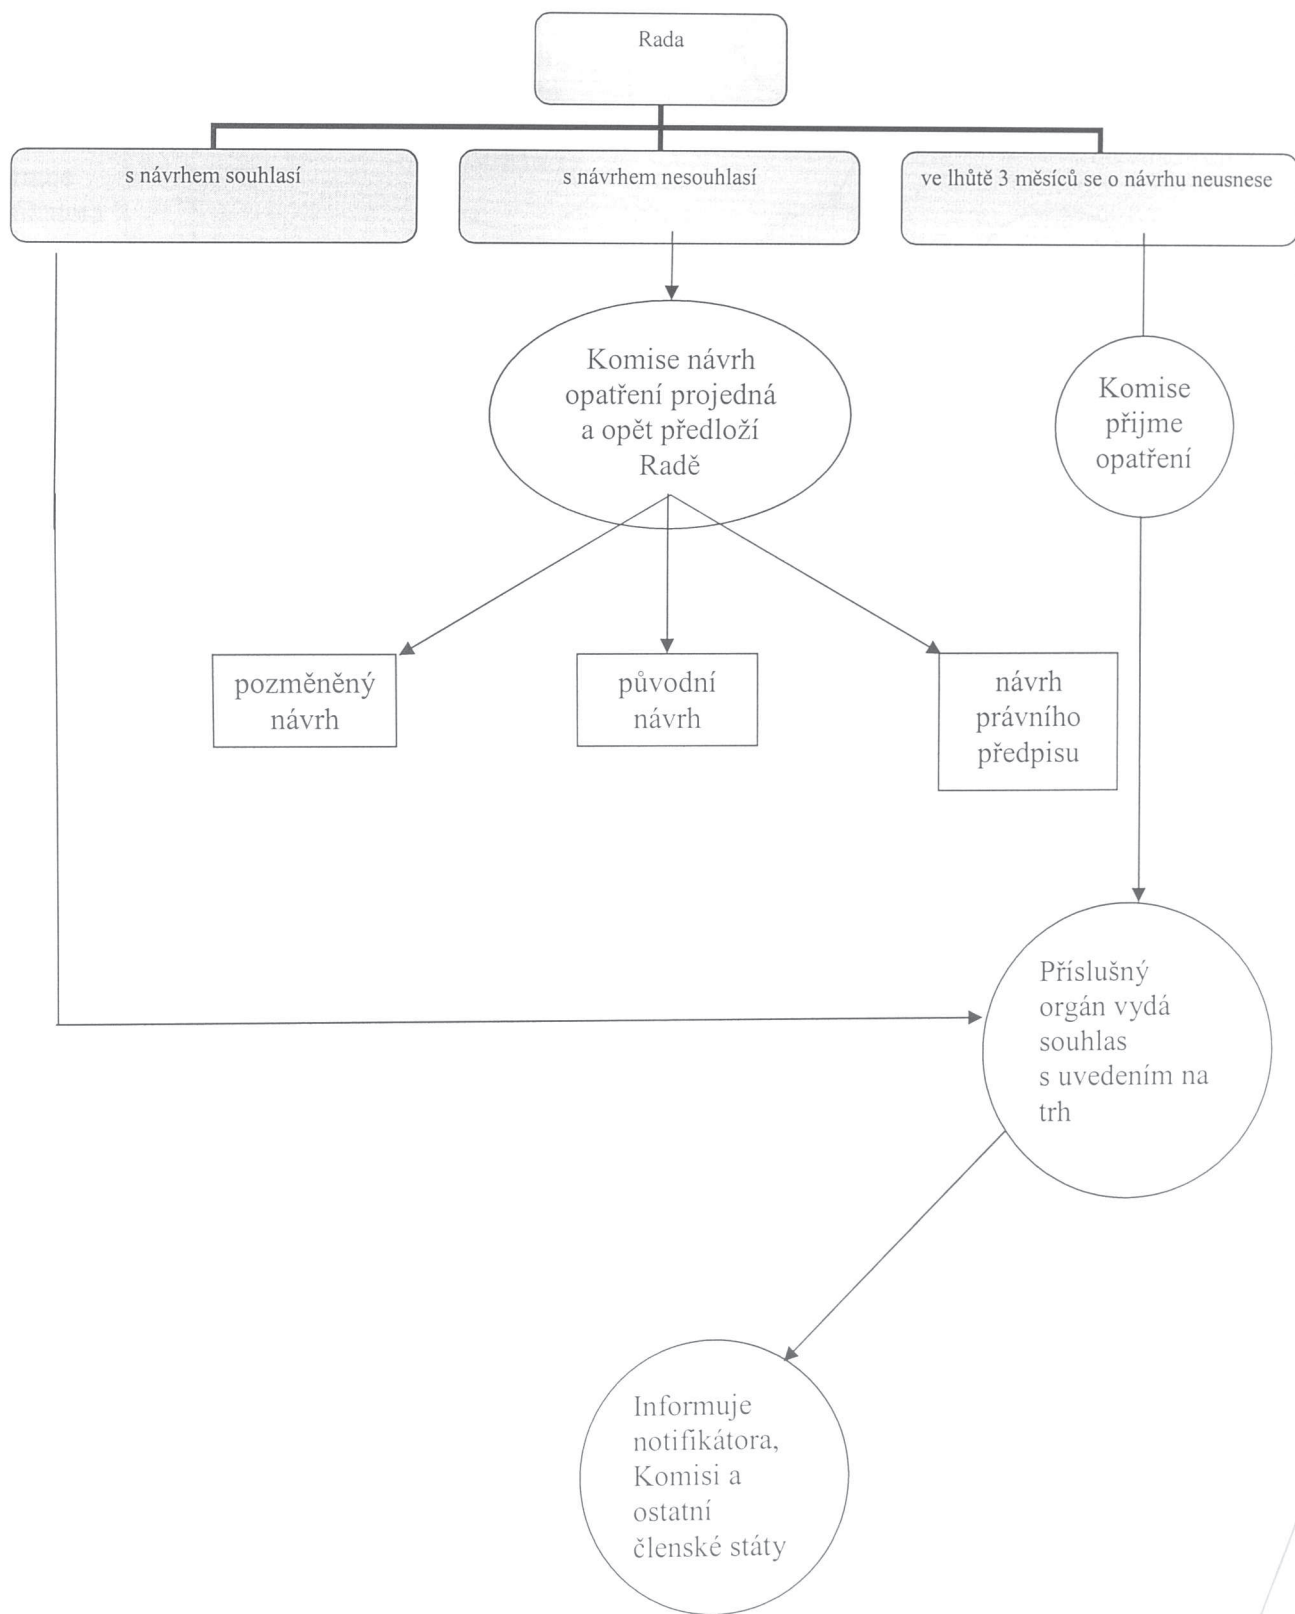 Rada
s návrhem souhlasí
s návrhem nesouhlasí
ve lhůtě 3 měsíců se o návrhu neusnese
Komise návrh
opatření projedná
a opět předloží
Radě
Komise
přijme
opatření
pozměněný
návrh
původní
návrh
návrh
právního
předpisu
Příslušný
orgán vydá
souhlas
s uvedením na
trh
Informuje
notifikátora,
Komisi a
ostatní
členské státy